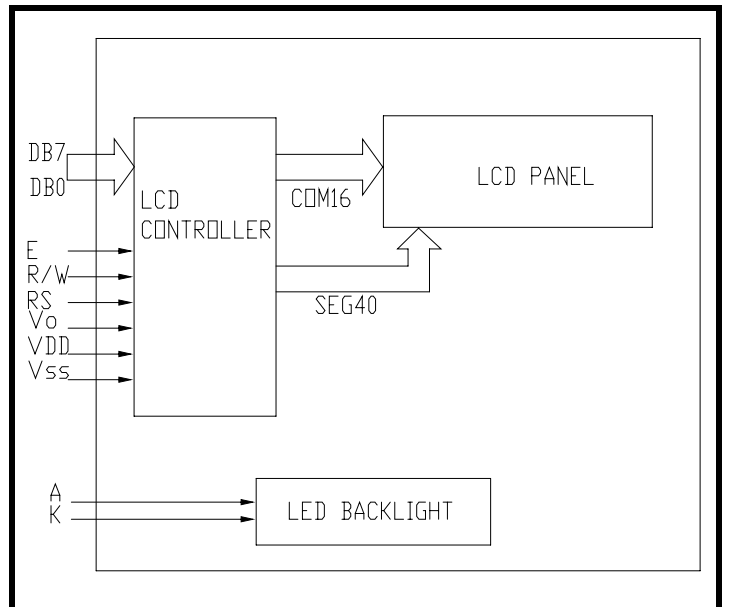 DB7
DB0
LCD
CONTROLLER
COM16
LCD PANEL
SEG40
E
R/W
RS
Vo
VDD
Vss
A
K
LED BACKLIGHT